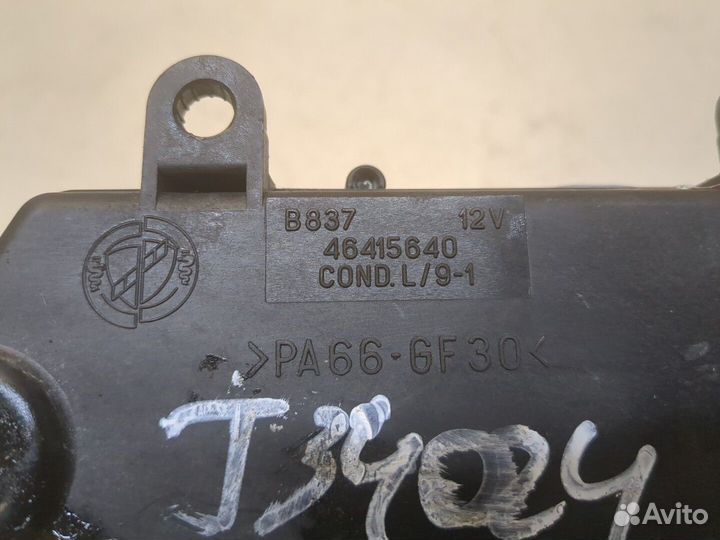 B837 12V
46415640
COND.L/9-1
>PA66-GF30<
J3424
Avito